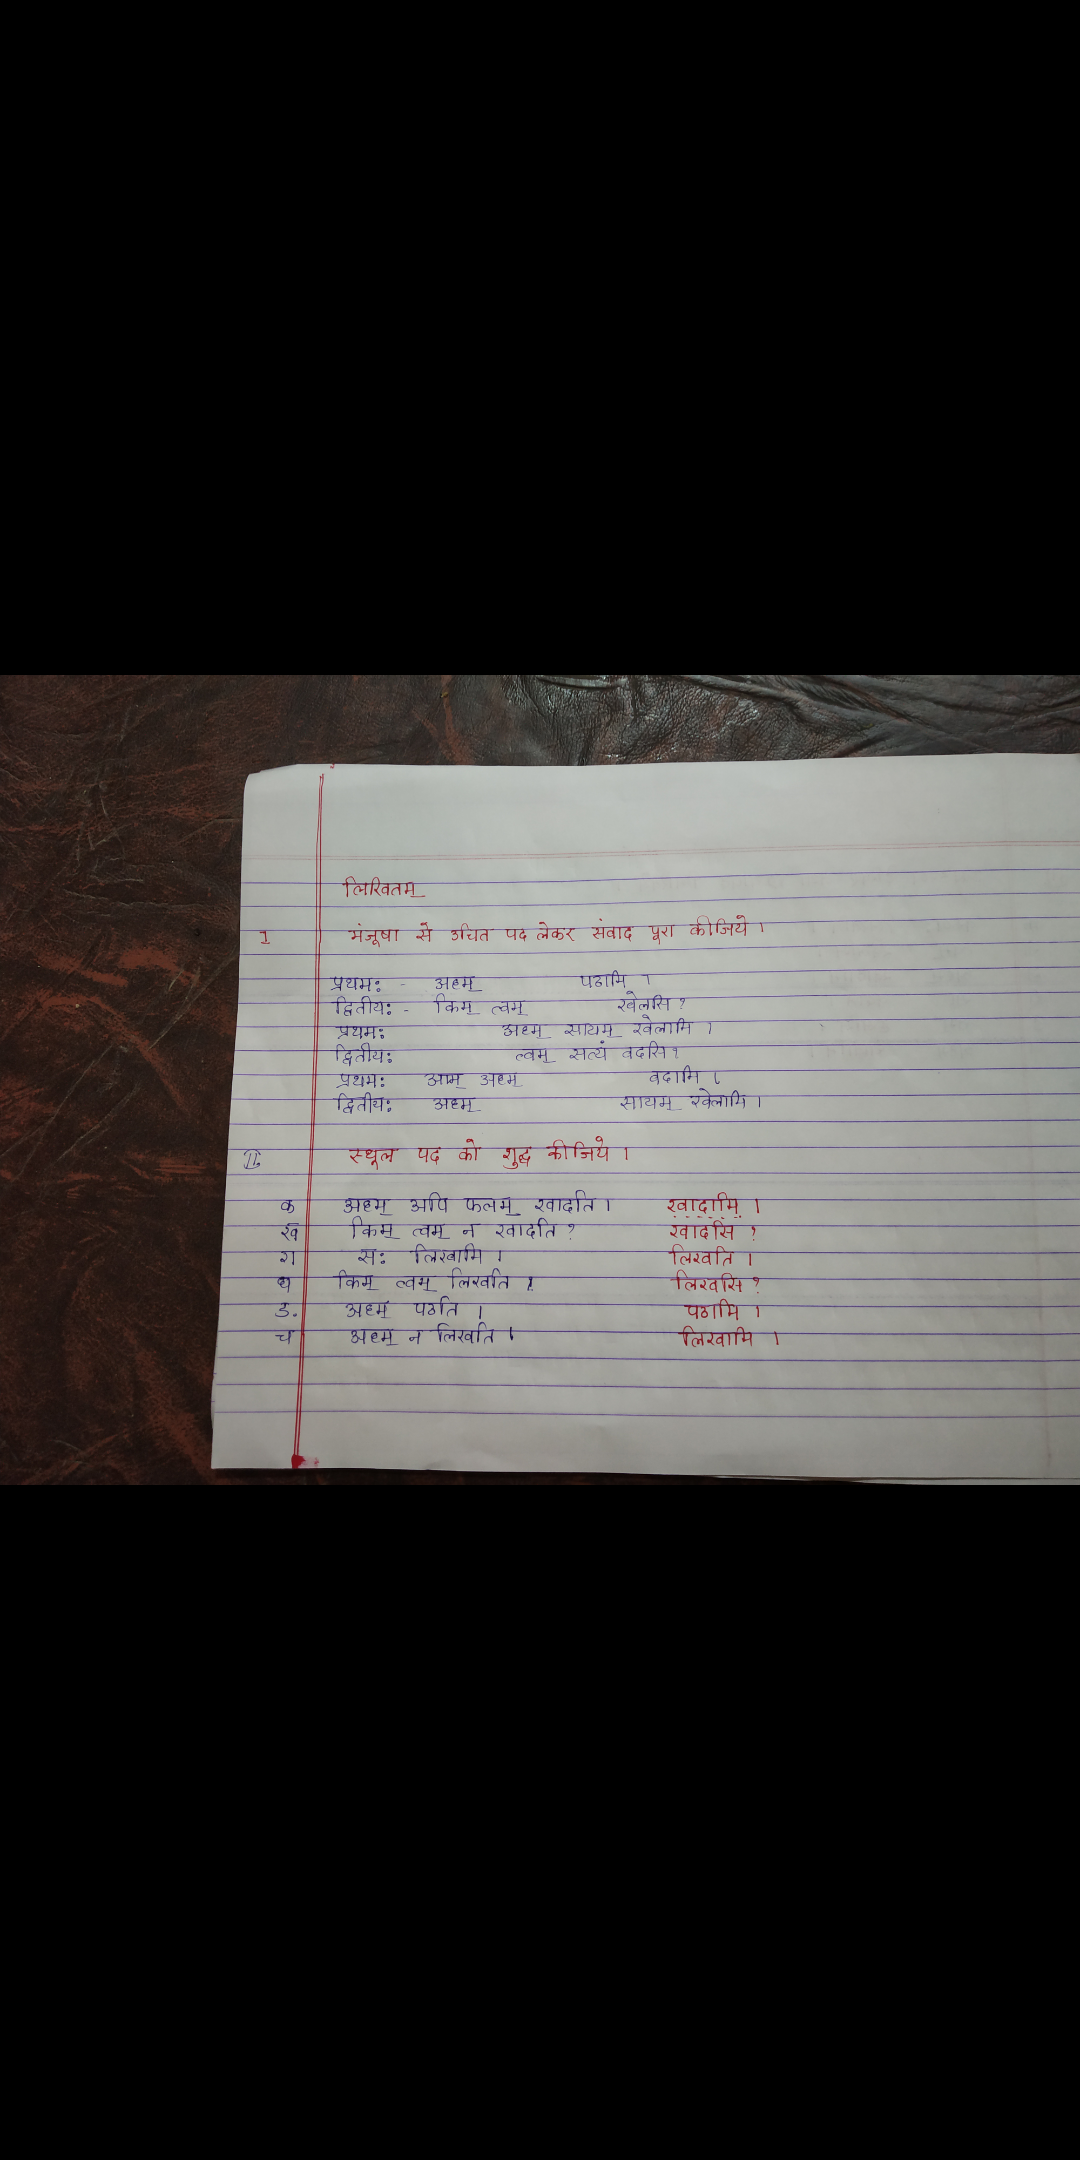 लिखितम्
I मंजूषा से उचित पद लेकर संवाद पूरा कीजिये ।
प्रथमः - अहम् पठामि ।
द्वितीयः - किम् त्वम् खेलसि ?
प्रथमः अहम् सायम् खेलामि ।
द्वितीयः त्वम् सत्यं वदसि ?
प्रथमः आम् अहम् वदामि ।
द्वितीयः अहम् सायम् खेलामि ।
II स्थूल पद को शुद्ध कीजिये ।
क अहम् अपि फलम् खादति । खादामि ।
ख किम् त्वम् न खादति ? खादसि ?
ग सः लिखामि । लिखति ।
घ किम् त्वम् लिखति ? लिखसि ?
ङ. अहम् पठति । पठामि ।
च अहम् न लिखति । लिखामि ।